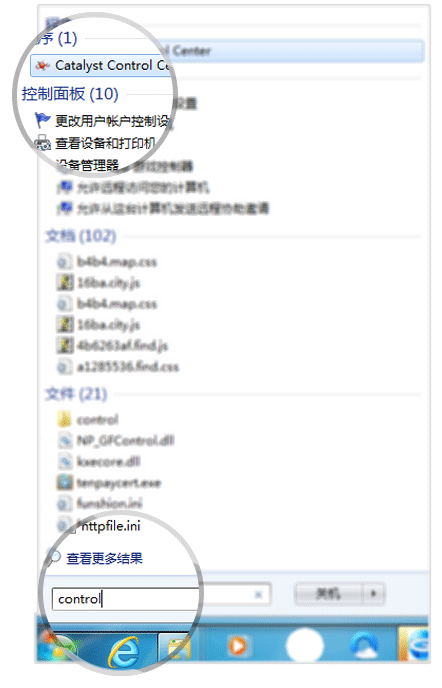 序 (1)
Catalyst Control Center
控制面板 (10)
更改用户帐户控制设置
查看设备和打印机
设备管理器
允许远程访问您的计算机
允许从这台计算机发送远程协助邀请
文档 (102)
b4b4.map.css
16ba.city.js
b4b4.map.css
16ba.city.js
4b6263af.find.js
a1285536.find.css
文件 (21)
control
NP_GFControl.dll
kxecore.dll
tenpaycert.exe
funshion.ini
httpfile.ini
查看更多结果
control
关机